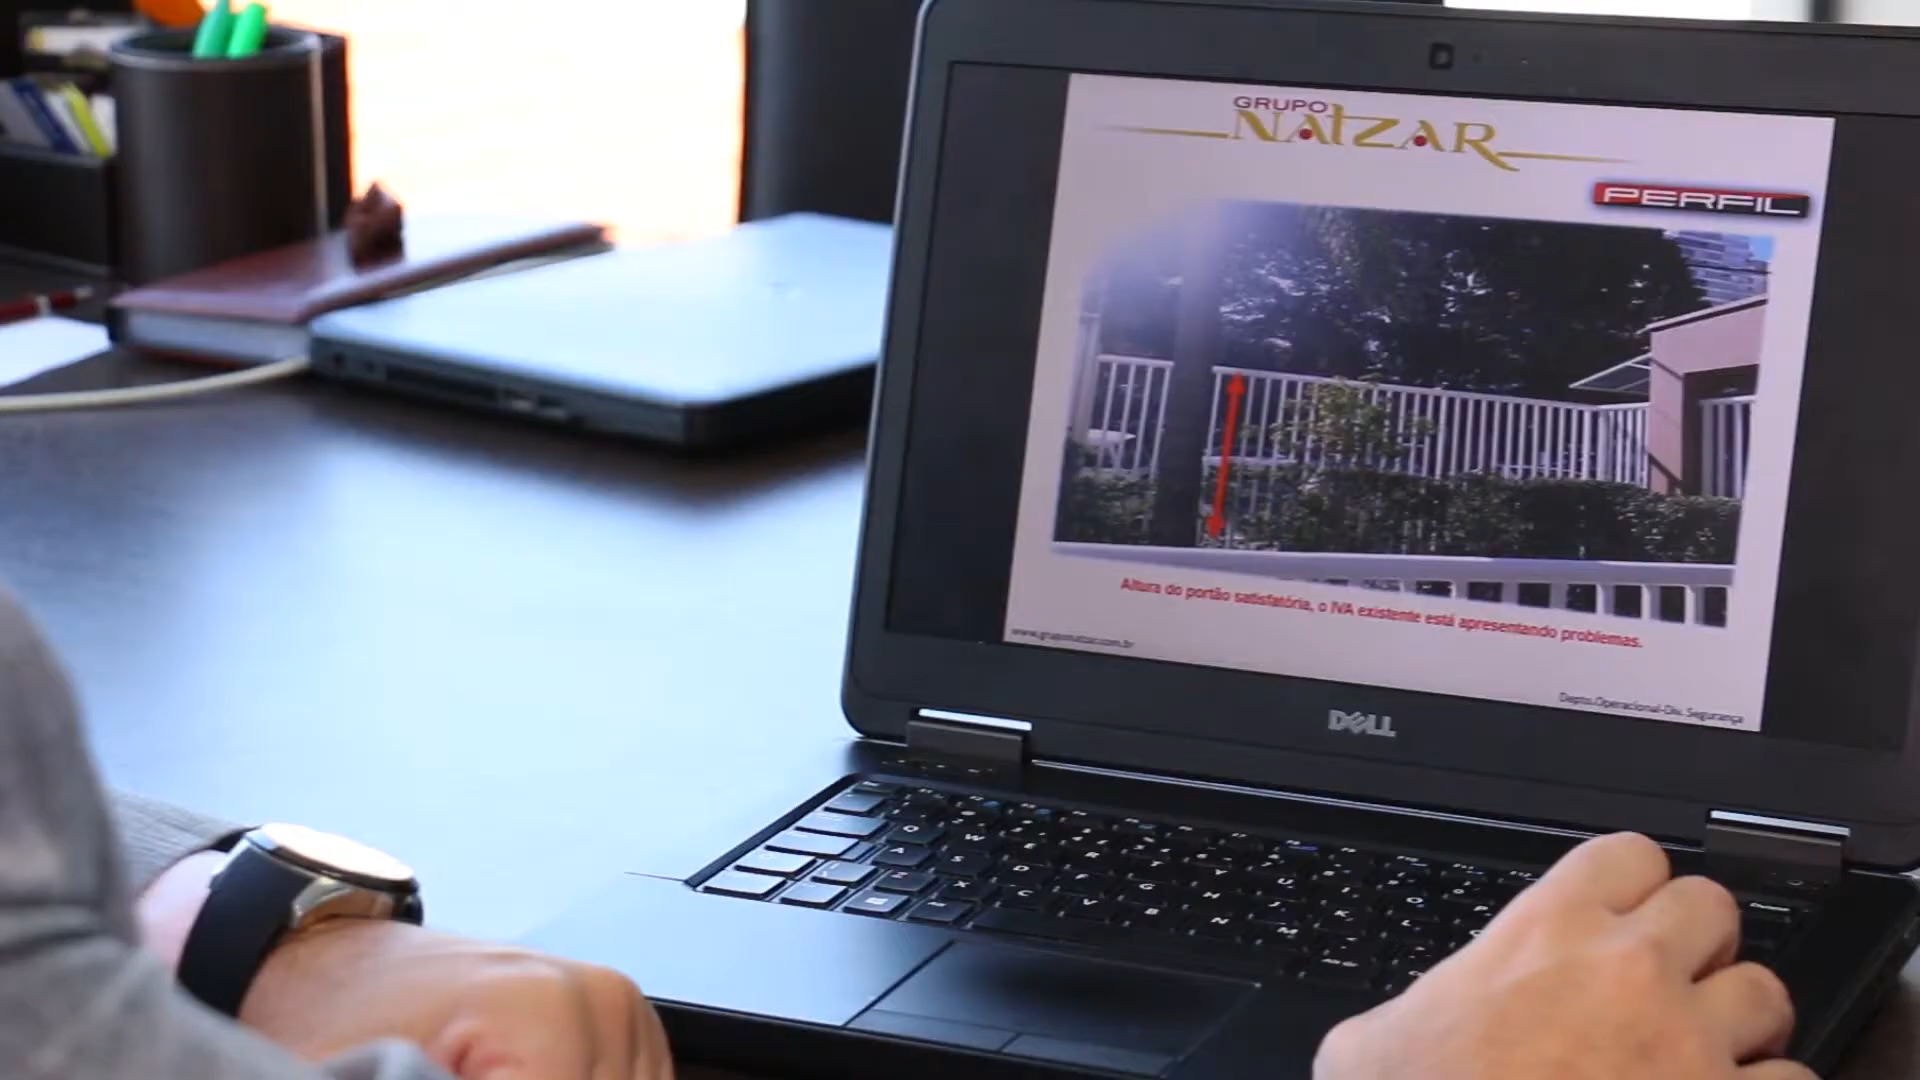 GRUPO
NATZAR
PERFIL
Altura do portão satisfatória, o IVA existente está apresentando problemas.
www.gruponatzar.com.br
Depto.Operacional-Div. Segurança
DELL